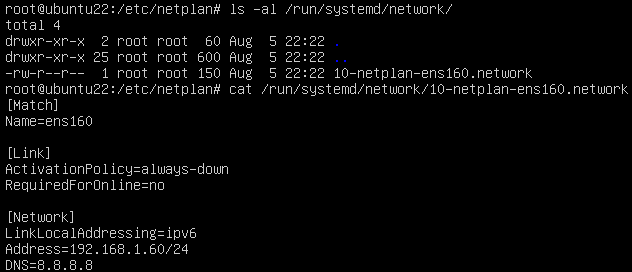 root@ubuntu22:/etc/netplan# ls -al /run/systemd/network/
total 4
drwxr-xr-x  2 root root  60 Aug  5 22:22 .
drwxr-xr-x 25 root root 600 Aug  5 22:22 ..
-rw-r--r--  1 root root 150 Aug  5 22:22 10-netplan-ens160.network
root@ubuntu22:/etc/netplan# cat /run/systemd/network/10-netplan-ens160.network
[Match]
Name=ens160
[Link]
ActivationPolicy=always-down
RequiredForOnline=no
[Network]
LinkLocalAddressing=ipv6
Address=192.168.1.60/24
DNS=8.8.8.8